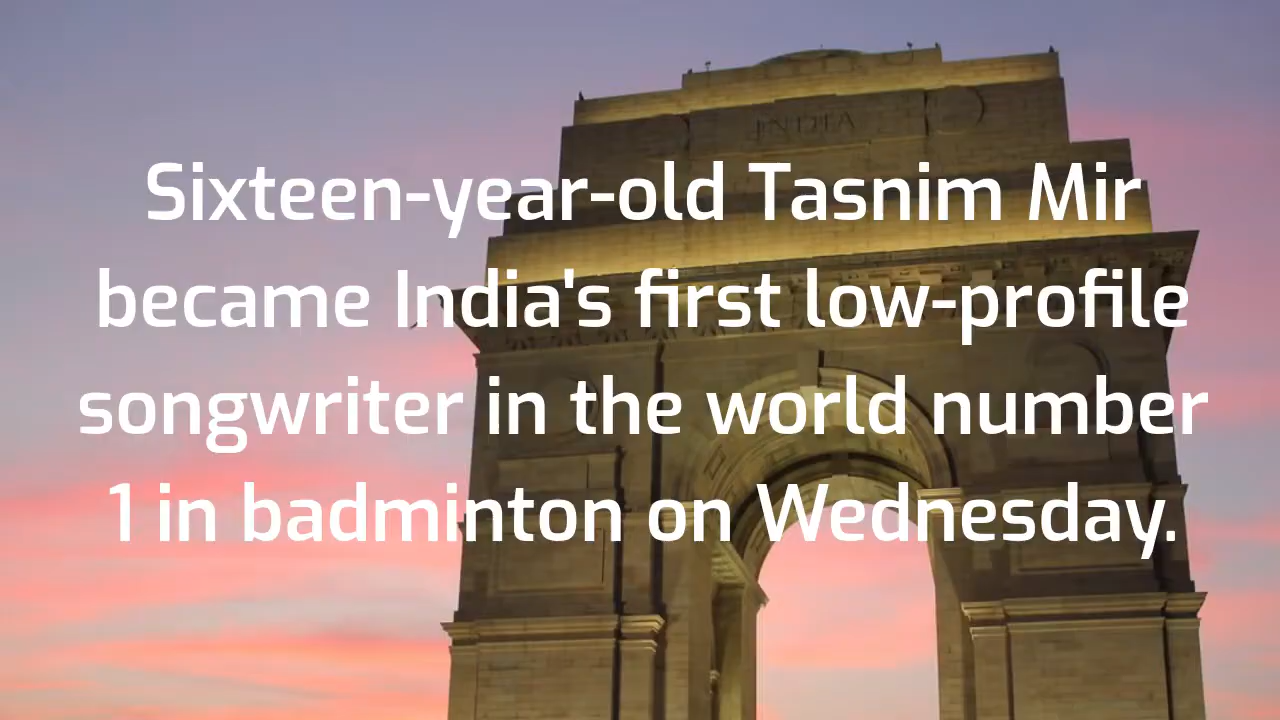 INDIA
Sixteen-year-old Tasnim Mir
became India's first low-profile
songwriter in the world number
1 in badminton on Wednesday.